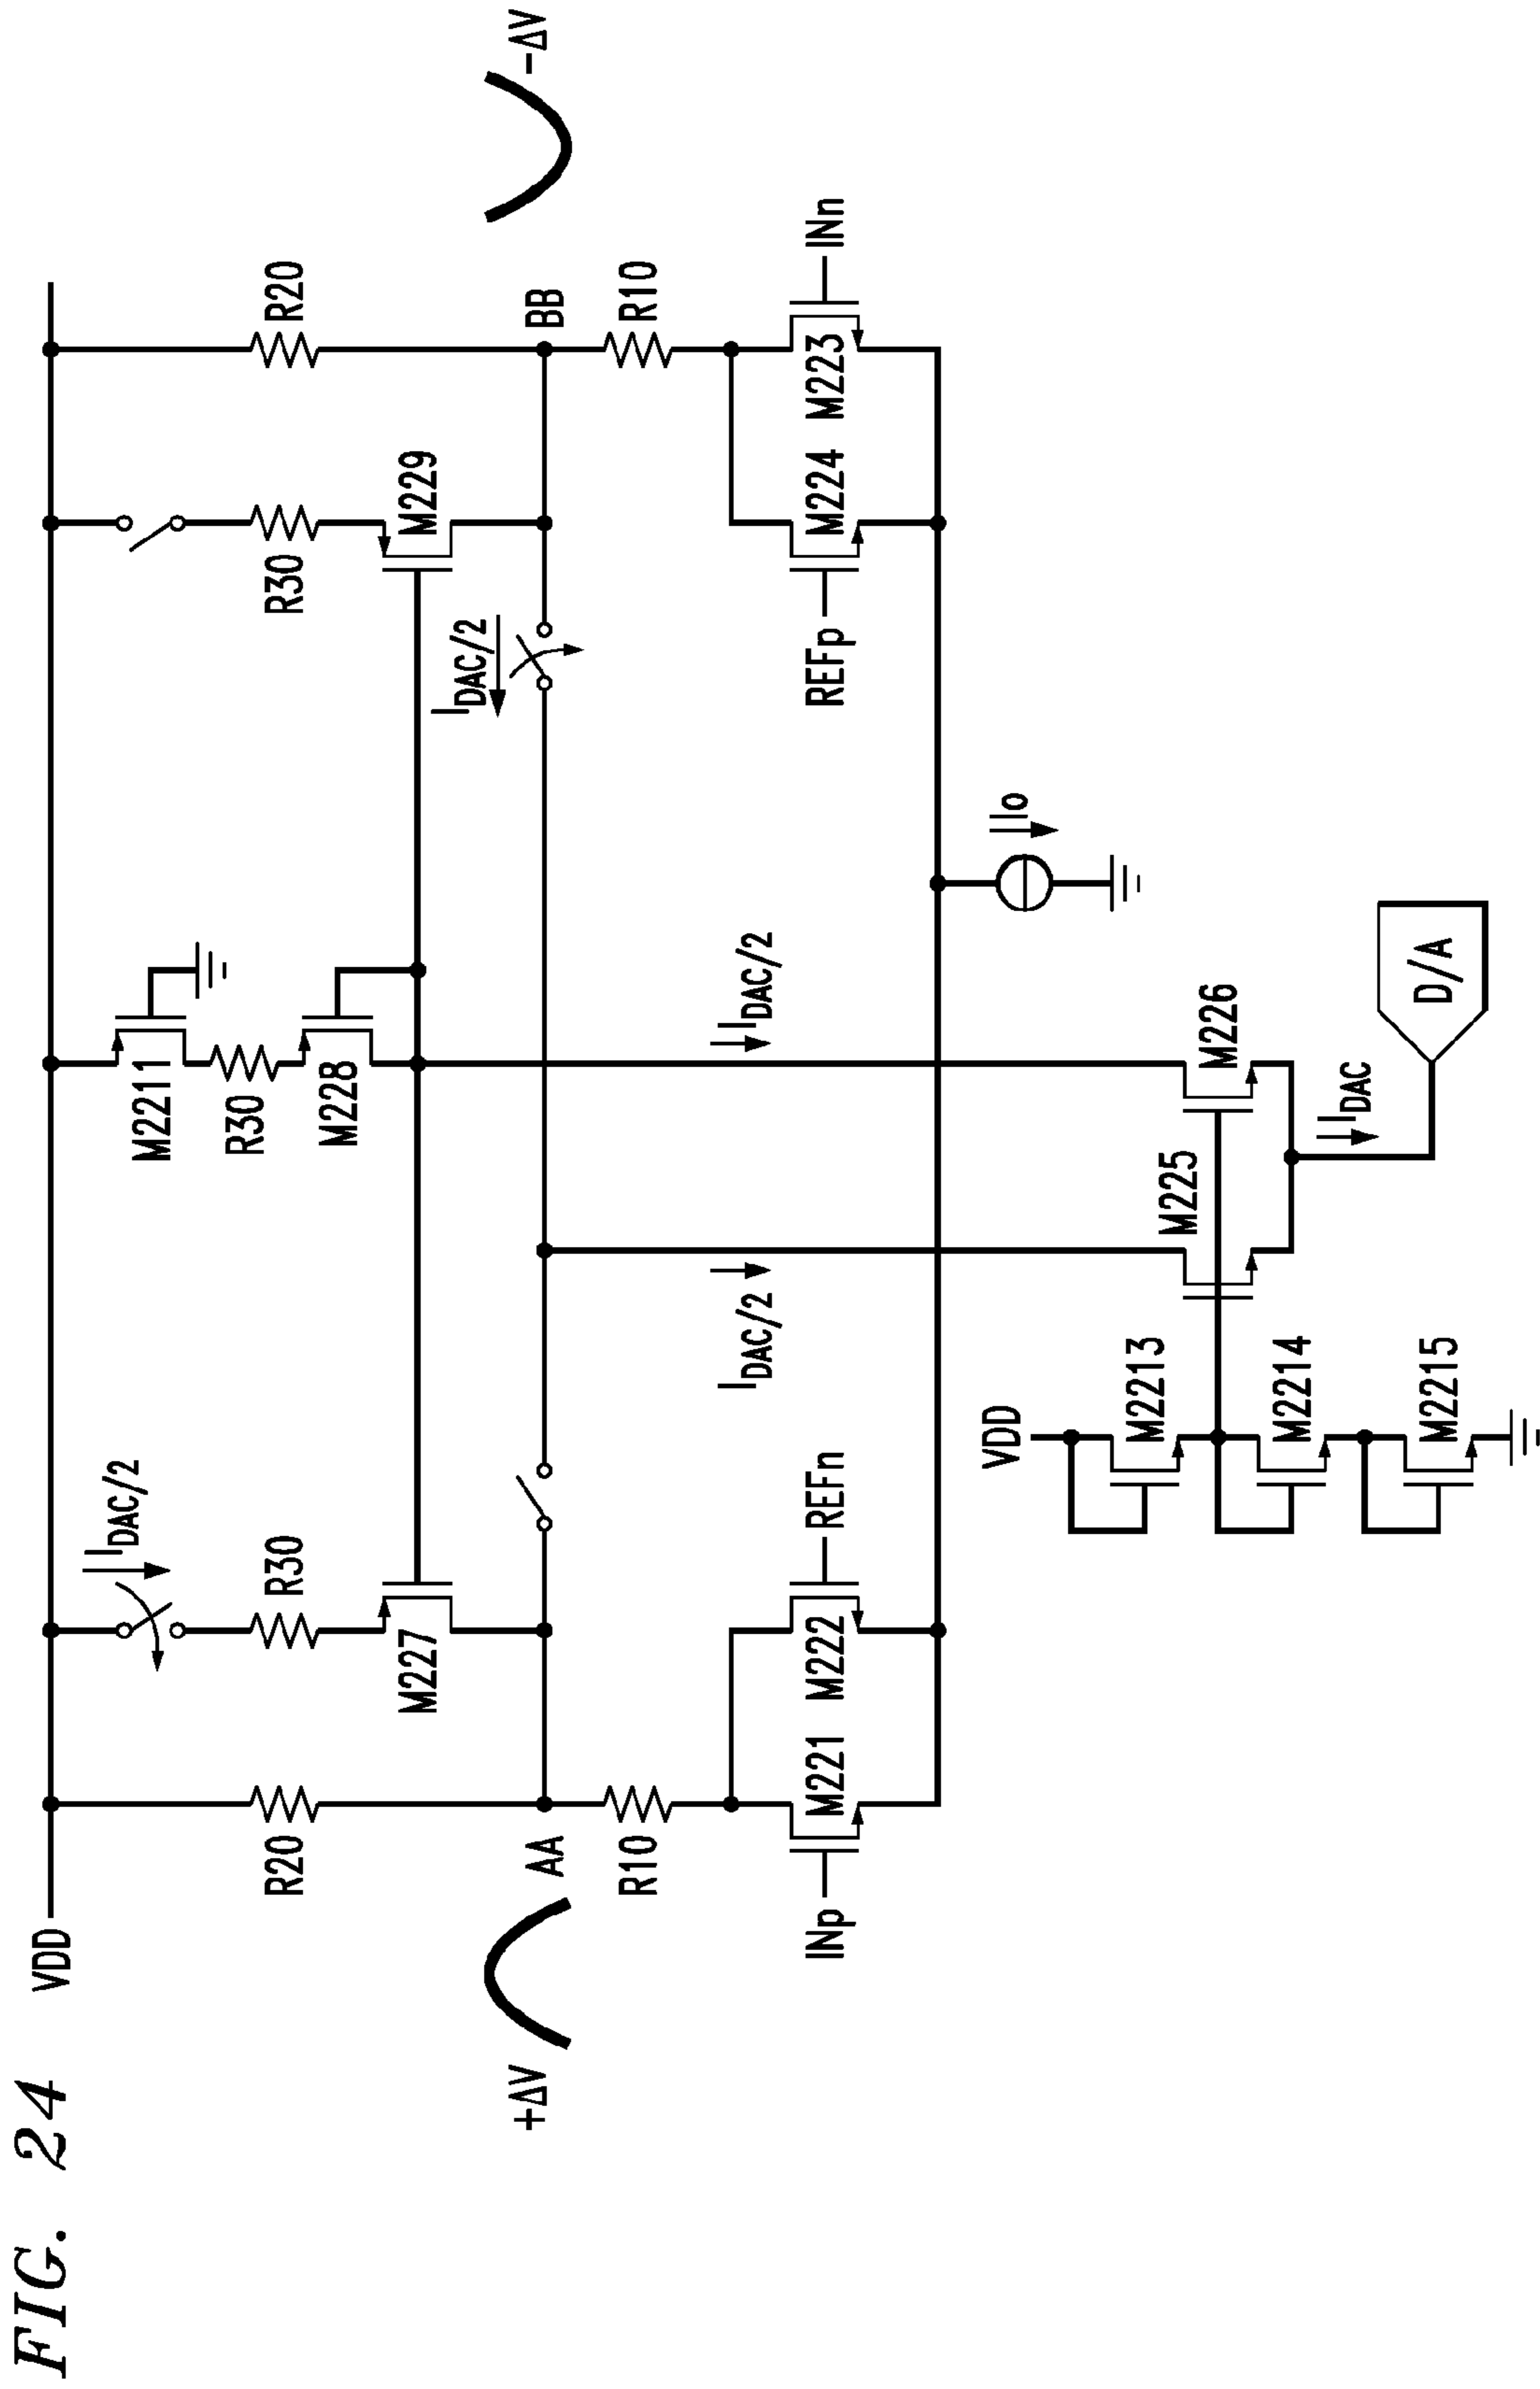 FIG. 24
VDD
IDAC/2
M2211
R20
R30
R30
R30
R20
M227
M228
M229
IDAC/2
+ΔV
AA
BB
-ΔV
R10
R10
IDAC/2
IDAC/2
INp
M221
M222
REFn
REFp
M224
M223
INn
Io
VDD
M2213
M225
M226
M2214
IDAC
M2215
D/A